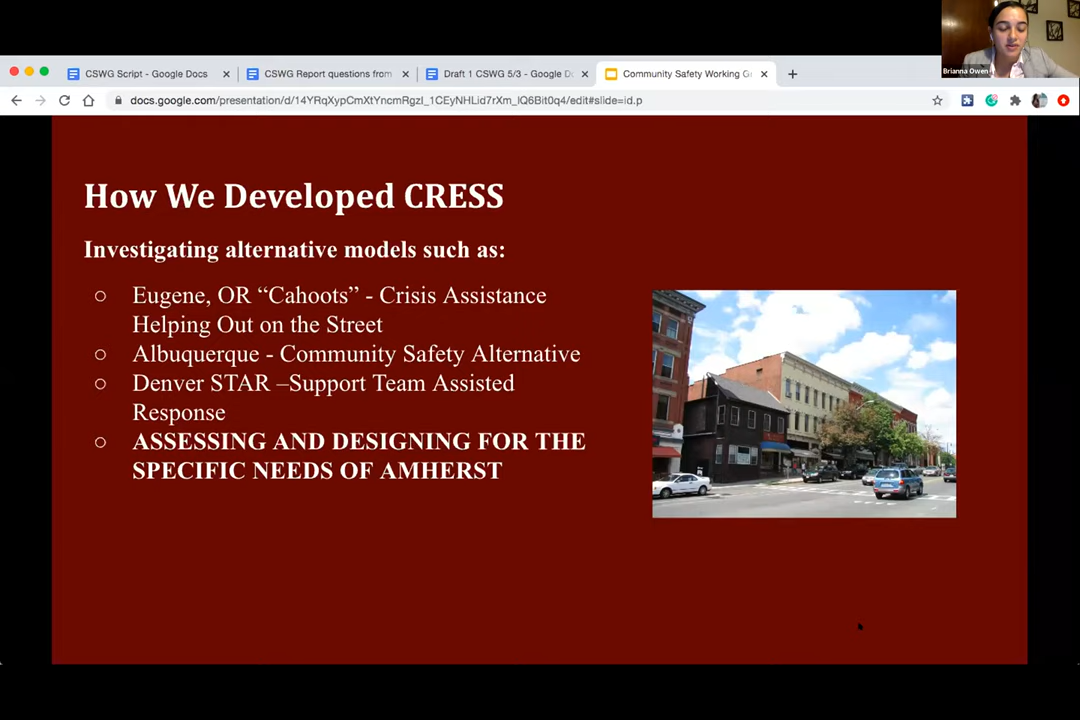 Brianna Owen
CSWG Script - Google Docs
CSWG Report questions from
Draft 1 CSWG 5/3 - Google Do
Community Safety Working Gr
docs.google.com/presentation/d/14YRqXypCmXtYncmRgzI_1CEyNHLid7rXm_lQ6Bit0q4/edit#slide=id.p
How We Developed CRESS
Investigating alternative models such as:
Eugene, OR “Cahoots” - Crisis Assistance
Helping Out on the Street
Albuquerque - Community Safety Alternative
Denver STAR –Support Team Assisted
Response
ASSESSING AND DESIGNING FOR THE
SPECIFIC NEEDS OF AMHERST